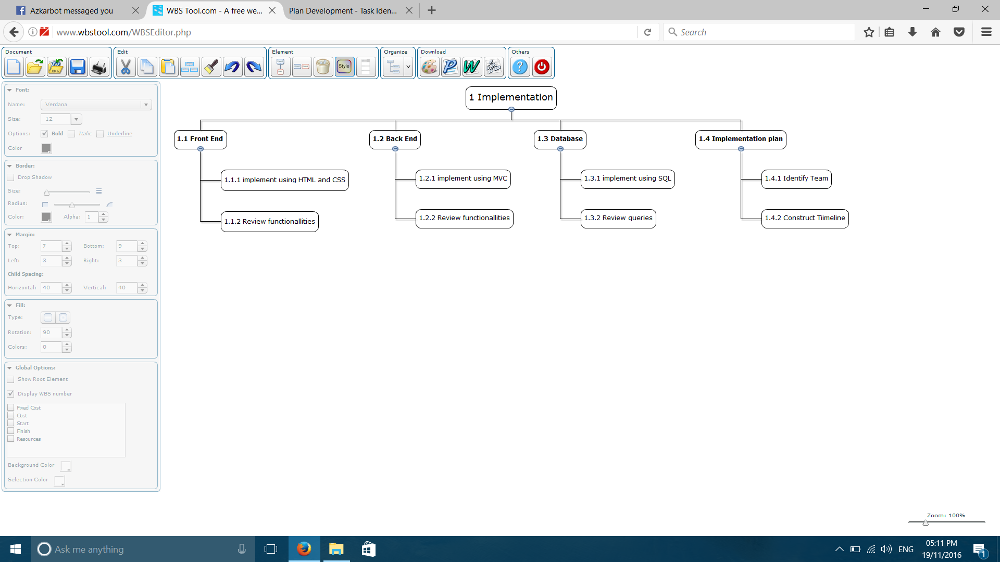 Azkarbot messaged you
WBS Tool.com - A free we...
Plan Development - Task Iden...
www.wbstool.com/WBSEditor.php
Search
Document
Edit
Element
Organize
Download
Others
XML
Style
Font:
Name: Verdana
Size: 12
Options: Bold Italic Underline
Color
Border:
Drop Shadow
Size:
Radius:
Color: Alpha: 1
Margin:
Top: 7 Bottom: 9
Left: 3 Right: 3
Child Spacing:
Horizontal: 40 Vertical: 40
Fill:
Type:
Rotation: 90
Colors: 0
Global Options:
Show Root Element
Display WBS number
Fixed Cost
Cost
Start
Finish
Resources
Background Color
Selection Color
1 Implementation
1.1 Front End
1.2 Back End
1.3 Database
1.4 Implementation plan
1.1.1 implement using HTML and CSS
1.2.1 implement using MVC
1.3.1 implement using SQL
1.4.1 Identify Team
1.1.2 Review functionallities
1.2.2 Review functionallities
1.3.2 Review queries
1.4.2 Construct Tiimeline
Zoom: 100%
Ask me anything
ENG
05:11 PM
19/11/2016
1